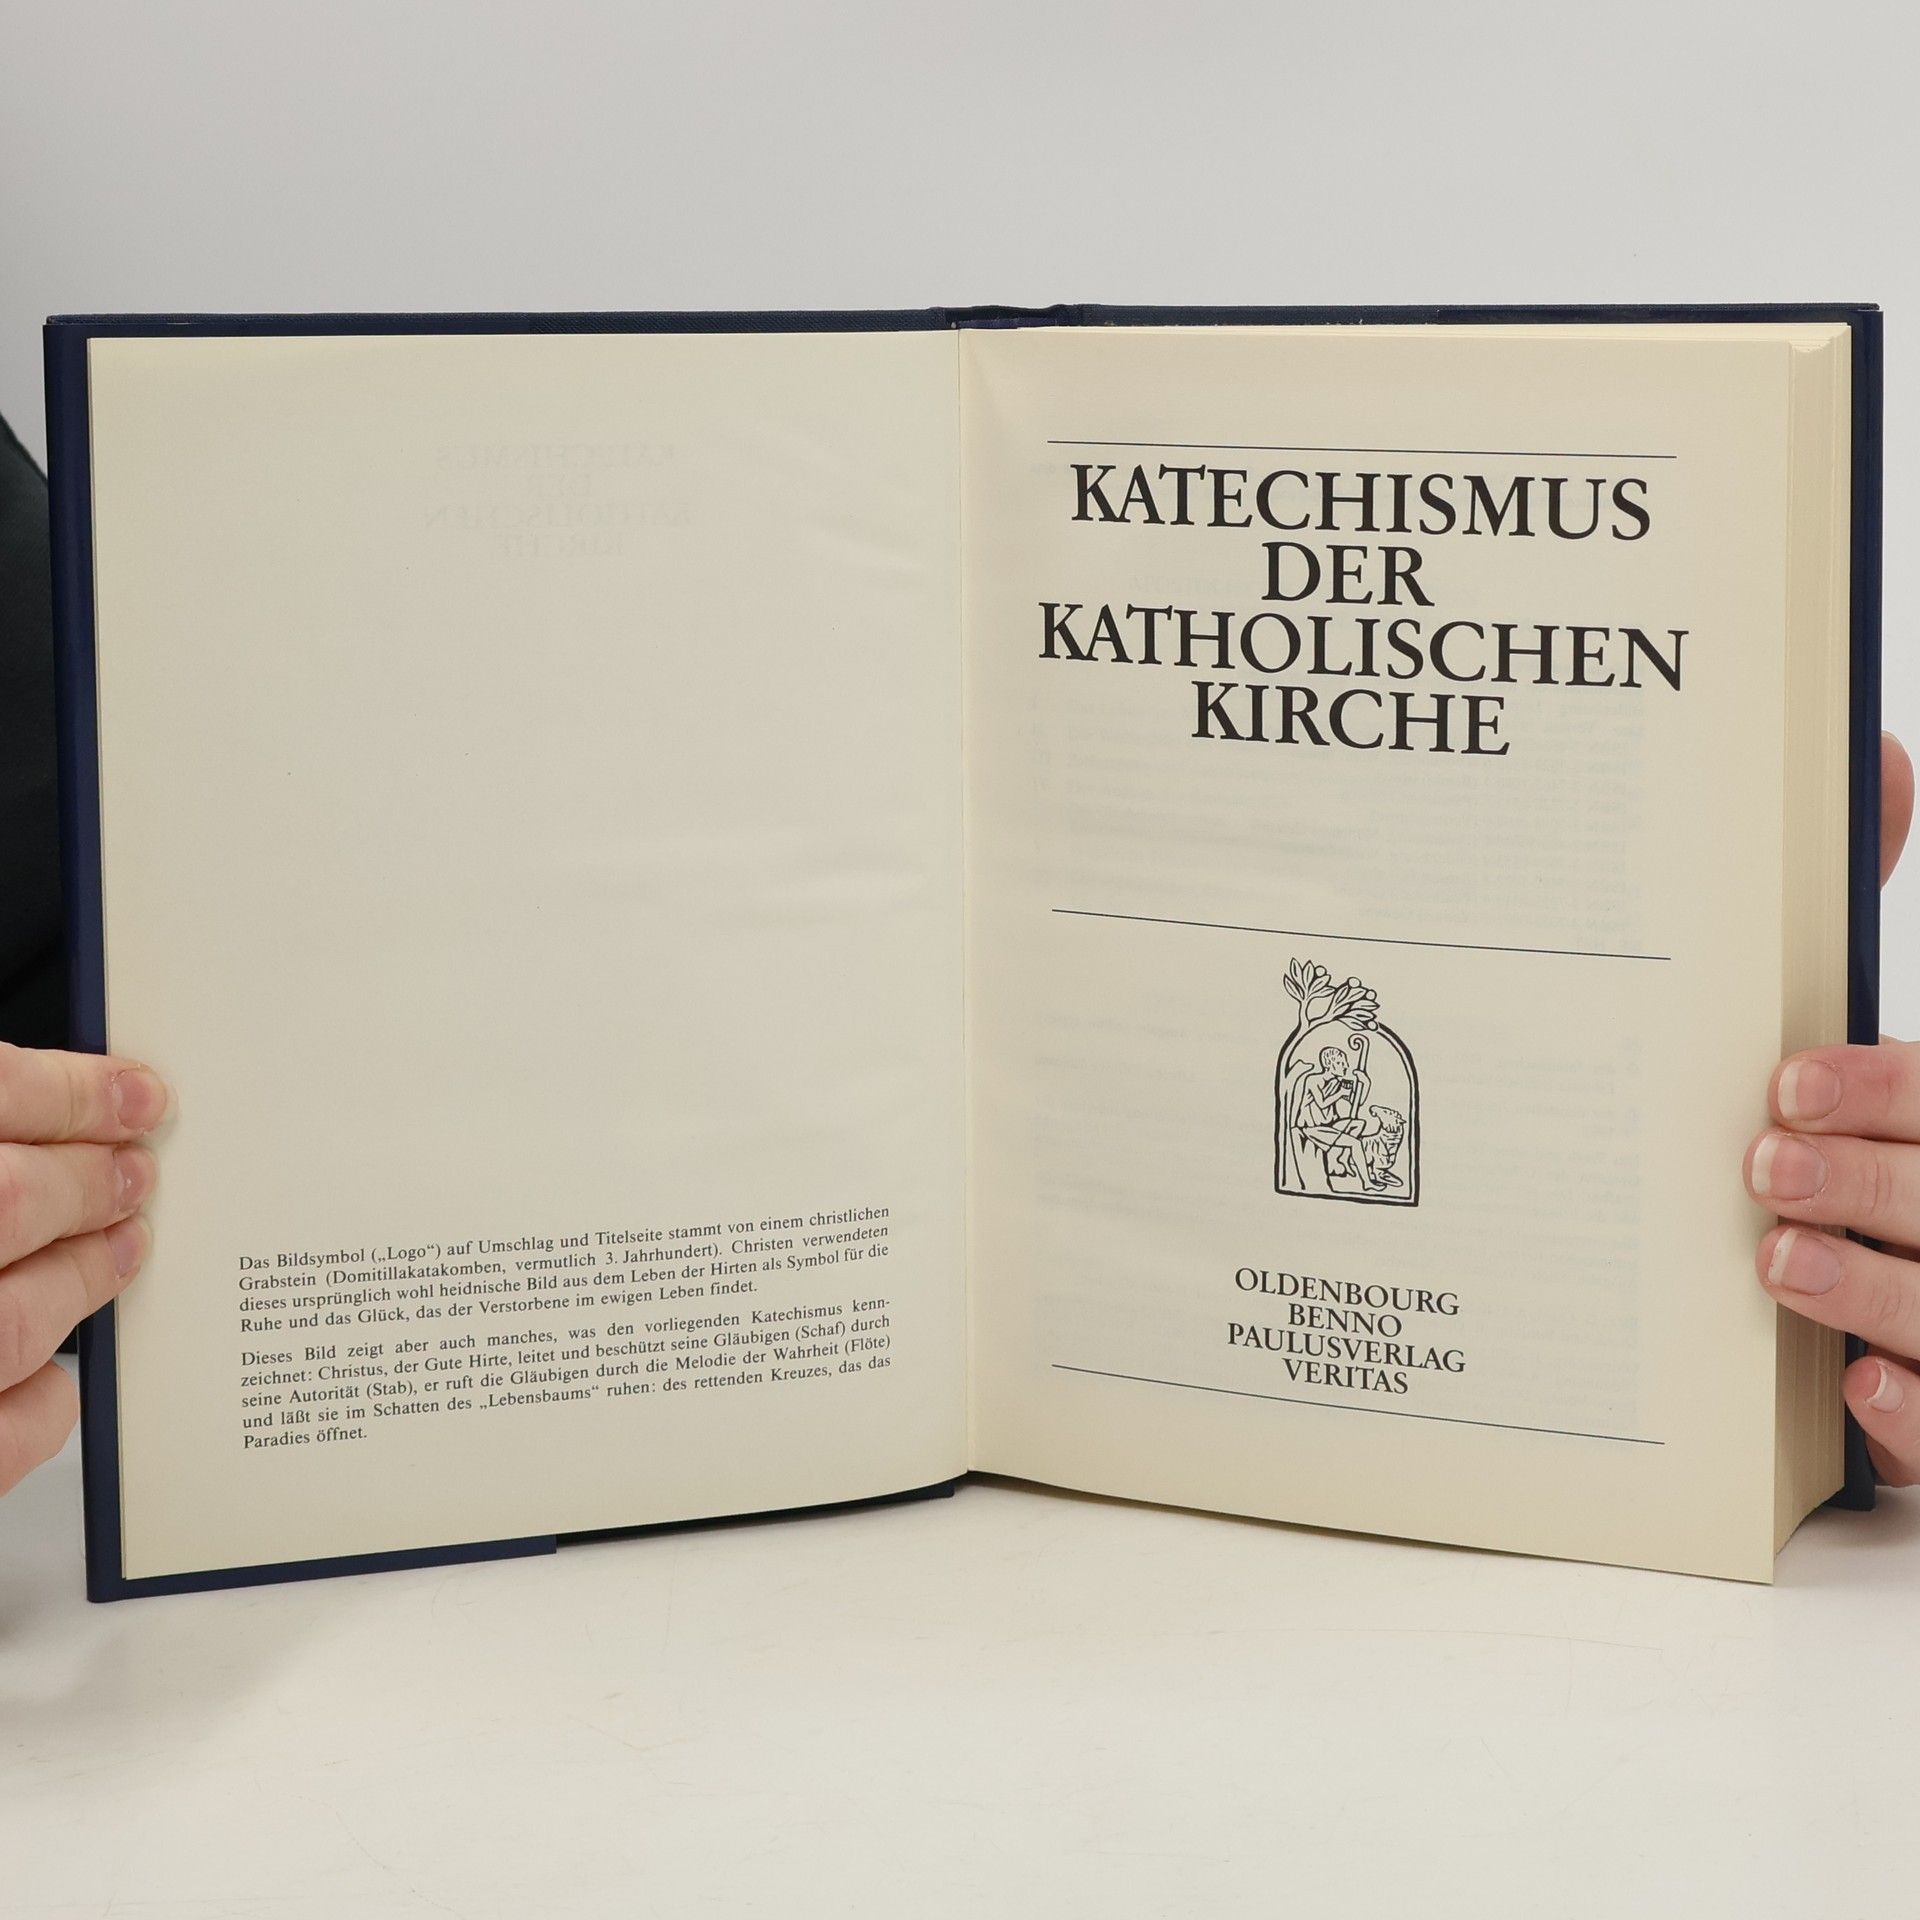 Das Bildsymbol („Logo“) auf Umschlag und Titelseite stammt von einem christlichen
Grabstein (Domitillakatakomben, vermutlich 3. Jahrhundert). Christen verwendeten
dieses ursprünglich wohl heidnische Bild aus dem Leben der Hirten als Symbol für die
Ruhe und das Glück, das der Verstorbene im ewigen Leben findet.
Dieses Bild zeigt aber auch manches, was den vorliegenden Katechismus kenn-
zeichnet: Christus, der Gute Hirte, leitet und beschützt seine Gläubigen (Schaf) durch
seine Autorität (Stab), er ruft die Gläubigen durch die Melodie der Wahrheit (Flöte)
und läßt sie im Schatten des „Lebensbaums“ ruhen: des rettenden Kreuzes, das das
Paradies öffnet.
KATECHISMUS
DER
KATHOLISCHEN
KIRCHE
OLDENBOURG
BENNO
PAULUSVERLAG
VERITAS